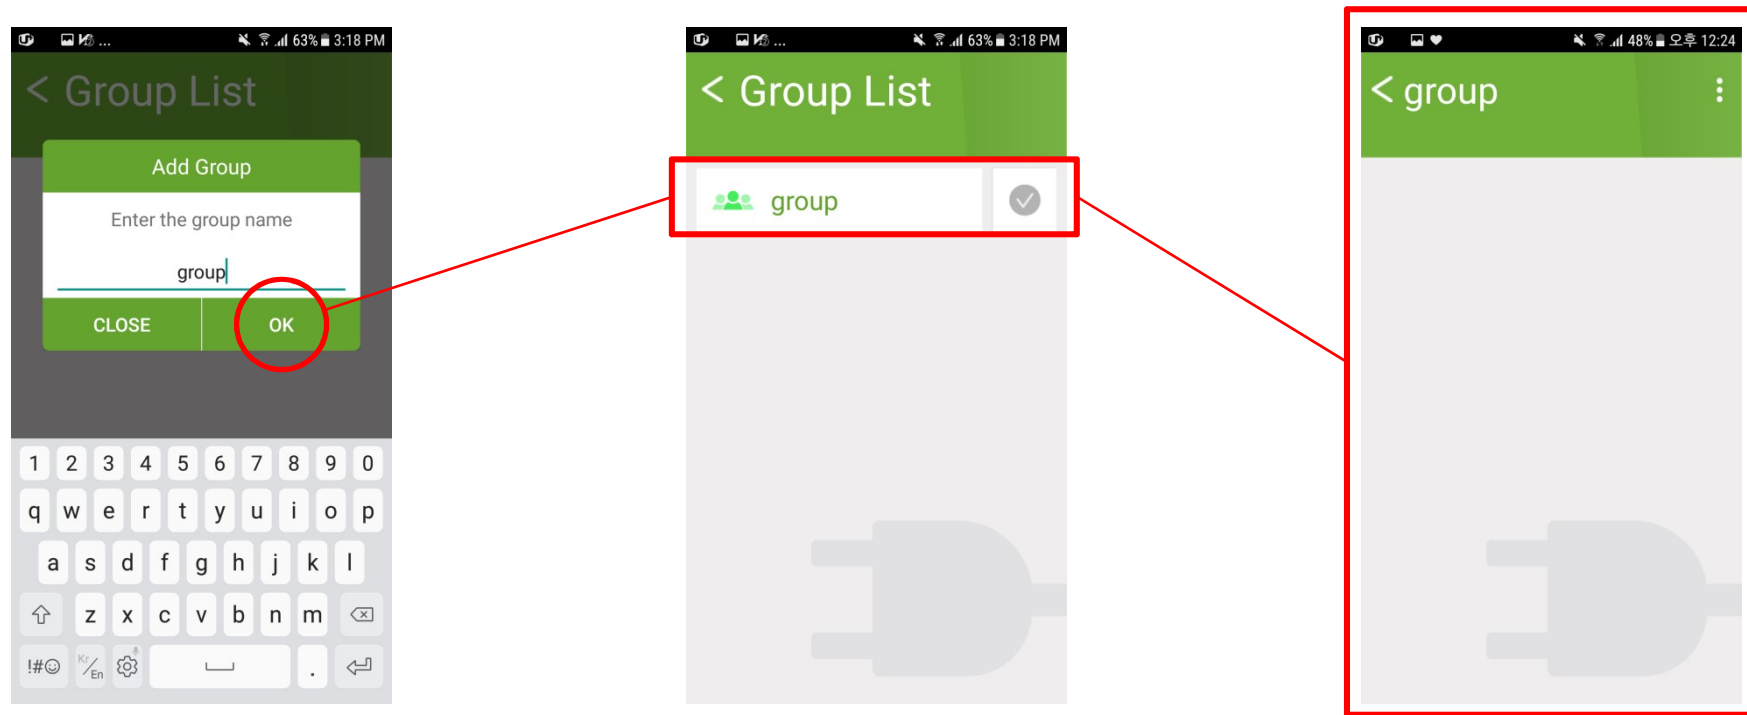 ... 63% 3:18 PM
< Group List
Add Group
Enter the group name
group
CLOSE OK
1 2 3 4 5 6 7 8 9 0
q w e r t y u i o p
a s d f g h j k l
z x c v b n m
!#☺ Kr/En .
... 63% 3:18 PM
< Group List
group
48% 오후 12:24
< group